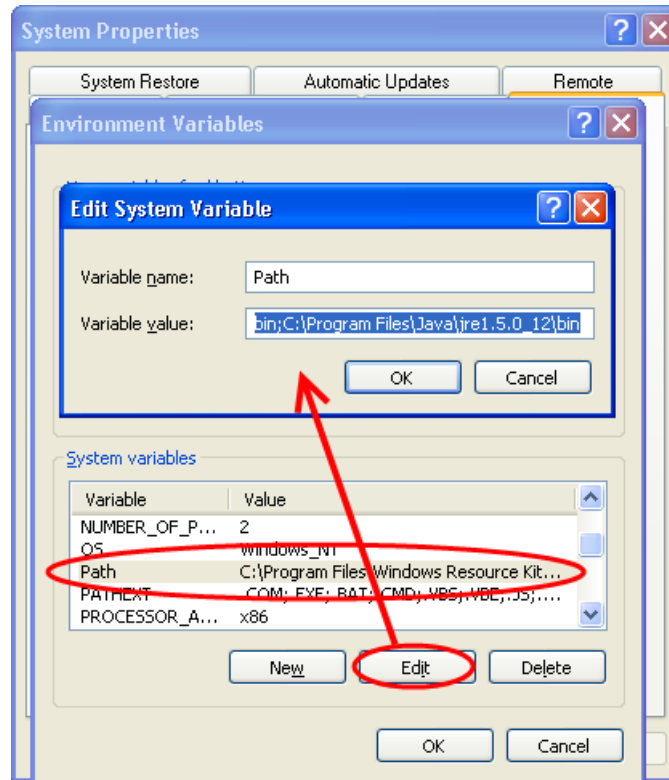 System Properties
System Restore Automatic Updates Remote
Environment Variables
Edit System Variable
Variable name: Path
Variable value: bin;C:\Program Files\Java\jre1.5.0_12\bin
OK Cancel
System variables
Variable Value
NUMBER_OF_P... 2
OS Windows_NT
Path C:\Program Files\Windows Resource Kit...
PATHEXT .COM;.EXE;.BAT;.CMD;.VBS;.VBE;.JS;....
PROCESSOR_A... x86
New Edit Delete
OK Cancel